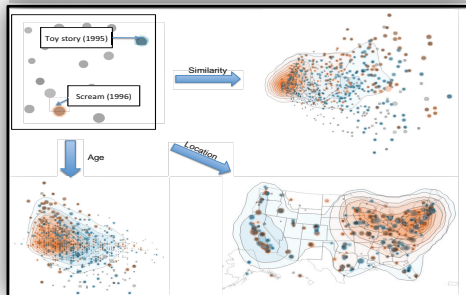 Toy story (1995)
Similarity
Scream (1996)
Age
Location